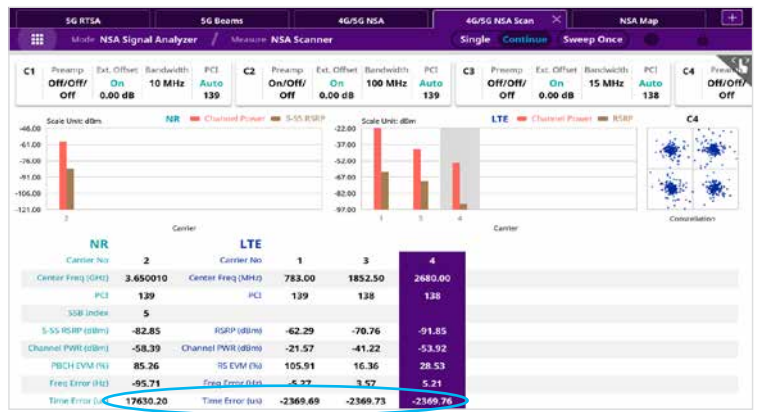 5G RTSA 5G Beams 4G/5G NSA 4G/5G NSA Scan NSA Map
Mode NSA Signal Analyzer / Measure NSA Scanner Single Continue Sweep Once
C1 Preamp Ext. Offset Bandwidth PCI C2 Preamp Ext. Offset Bandwidth PCI C3 Preamp Ext. Offset Bandwidth PCI C4
Off/Off/ On 10 MHz Auto On/Off/ On 100 MHz Auto Off/Off/ On 15 MHz Auto Off/Off/
Off 0.00 dB 139 Off 0.00 dB 139 Off 0.00 dB 138 Off
Scale Unit: dBm NR Channel Power S-SS RSRP Scale Unit: dBm LTE Channel Power RSRP C4
-46.00 -22.00
-61.00 -37.00
-76.00 -52.00
-91.00 -67.00
-106.00 -82.00
-121.00 -97.00
2 1 3 4
Carrier Carrier Constellation
NR LTE
Carrier No 2 Carrier No 1 3 4
Center Freq (GHz) 3.650010 Center Freq (MHz) 783.00 1852.50 2680.00
PCI 139 PCI 139 138 138
SSB Index 5
S-SS RSRP (dBm) -82.85 RSRP (dBm) -62.29 -70.76 -91.85
Channel PWR (dBm) -58.39 Channel PWR (dBm) -21.57 -41.22 -53.92
PBCH EVM (%) 85.26 RS EVM (%) 105.91 16.36 28.53
Freq Error (Hz) -95.71 Freq Error (Hz) -5.27 3.57 5.21
Time Error (us) 17630.20 Time Error (us) -2369.69 -2369.73 -2369.76